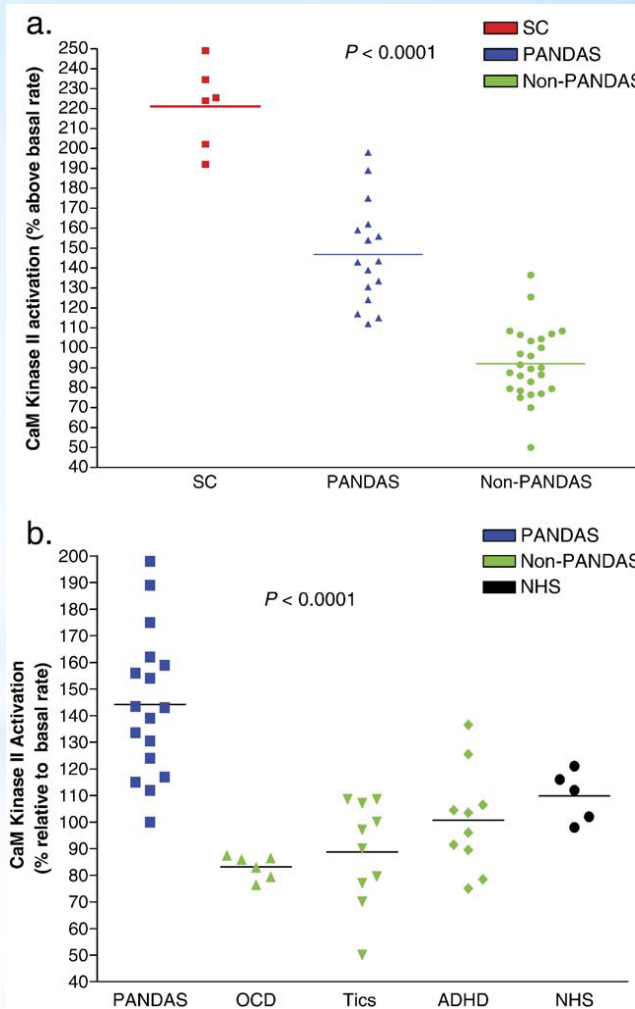 a.
SC
PANDAS
Non-PANDAS
P < 0.0001
CaM Kinase II activation (% above basal rate)
250
240
230
220
210
200
190
180
170
160
150
140
130
120
110
100
90
80
70
60
50
40
SC PANDAS Non-PANDAS
b.
PANDAS
Non-PANDAS
NHS
P < 0.0001
CaM Kinase II Activation
(% relative to basal rate)
200
190
180
170
160
150
140
130
120
110
100
90
80
70
60
50
40
PANDAS OCD Tics ADHD NHS